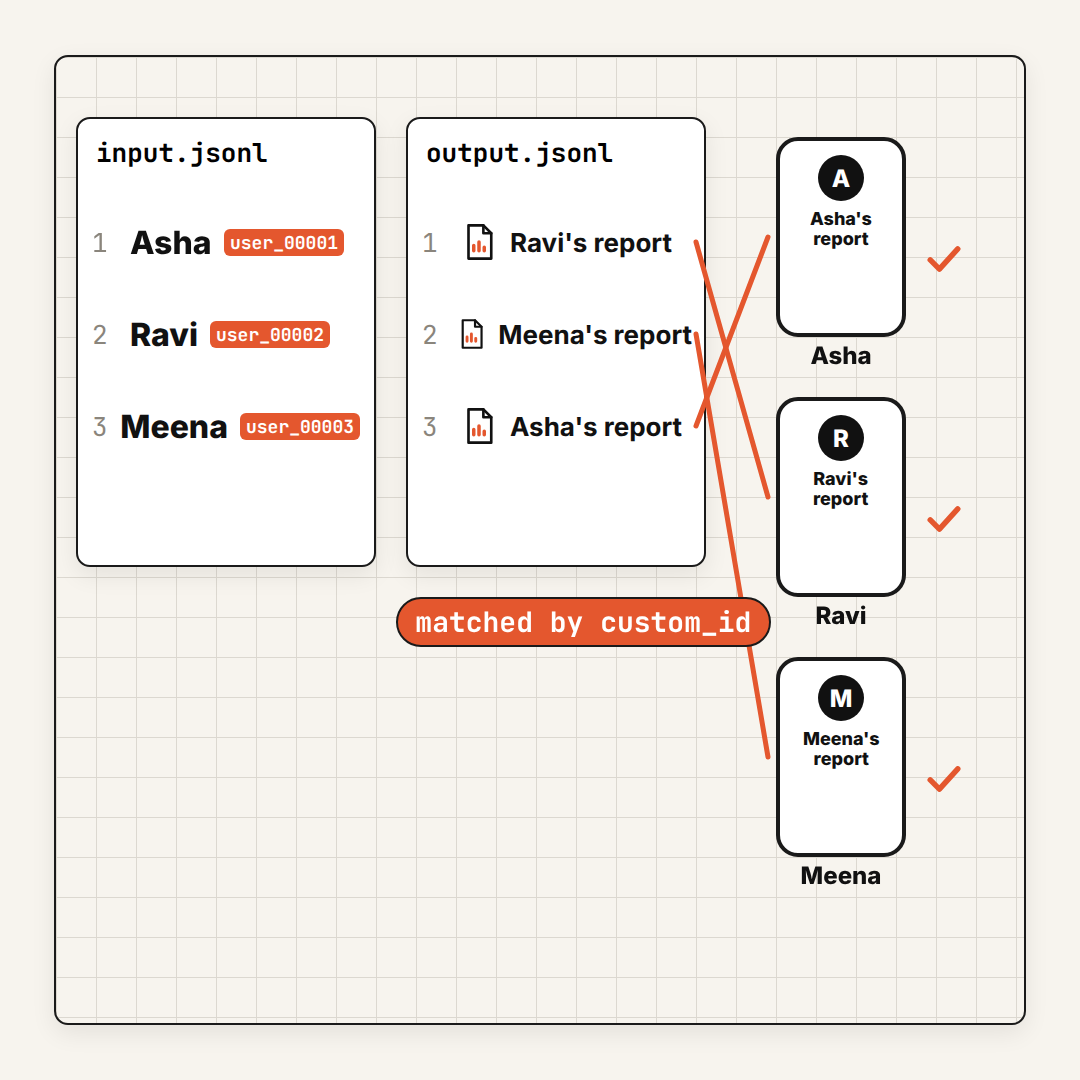 input.jsonl
1 Asha user_00001
2 Ravi user_00002
3 Meena user_00003
output.jsonl
1 Ravi's report
2 Meena's report
3 Asha's report
matched by custom_id
A
Asha's
report
Asha
R
Ravi's
report
Ravi
M
Meena's
report
Meena